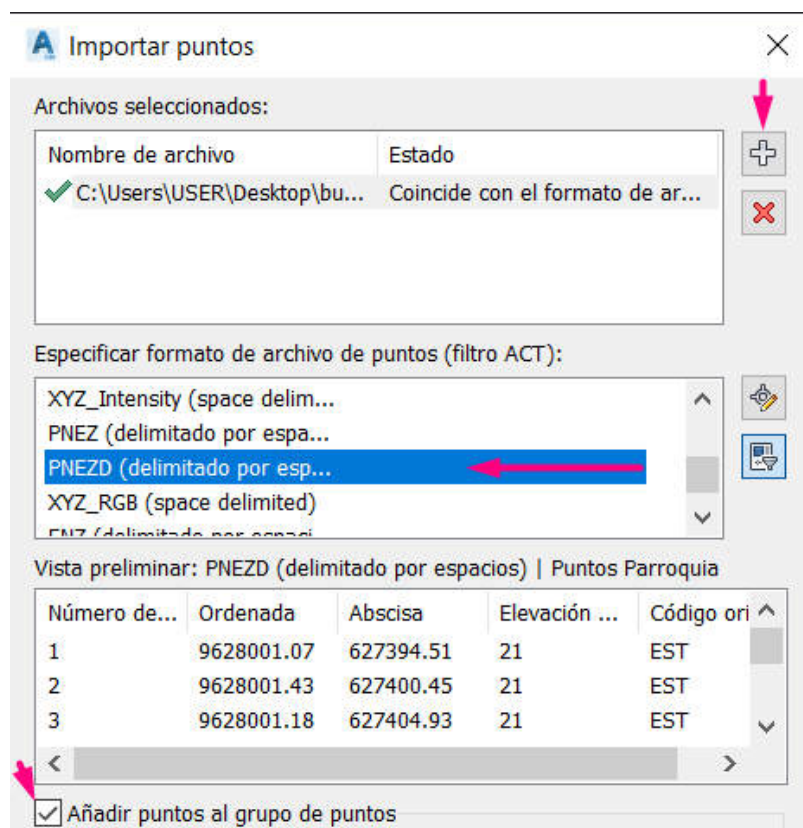 Importar puntos
Archivos seleccionados:
Nombre de archivo Estado
C:\Users\USER\Desktop\bu... Coincide con el formato de ar...
Especificar formato de archivo de puntos (filtro ACT):
XYZ_Intensity (space delim...
PNEZ (delimitado por espa...
PNEZD (delimitado por esp...
XYZ_RGB (space delimited)
ENZ (delimitado por espaci
Vista preliminar: PNEZD (delimitado por espacios) | Puntos Parroquia
Número de... Ordenada Abscisa Elevación ... Código ori
1 9628001.07 627394.51 21 EST
2 9628001.43 627400.45 21 EST
3 9628001.18 627404.93 21 EST
Añadir puntos al grupo de puntos